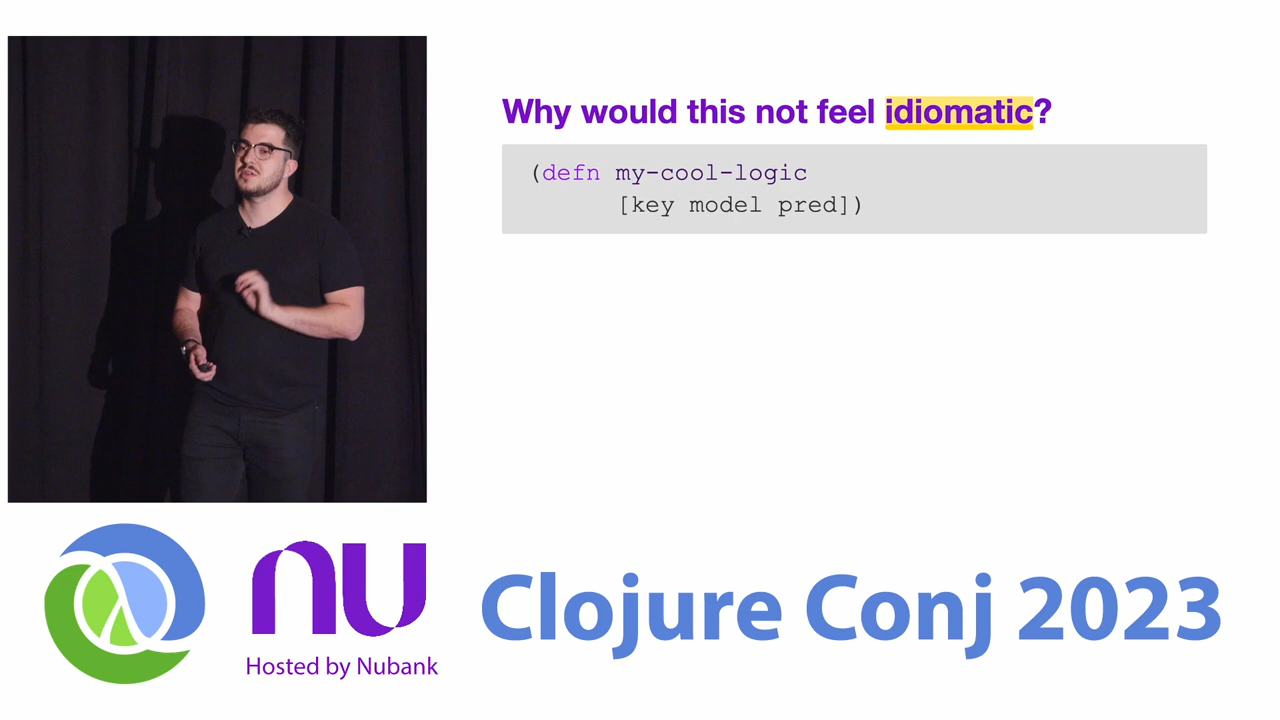 Why would this not feel idiomatic?
(defn my-cool-logic
[key model pred])
nu
Hosted by Nubank
Clojure Conj 2023